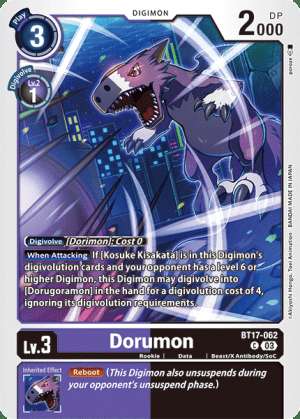 DIGIMON
Play
3
DP
2000
Digivolve
Lv.2
1
Digivolve [Dorimon]: Cost 0
When Attacking If [Kosuke Kisakata] is in this Digimon's
digivolution cards and your opponent has a level 6 or
higher Digimon, this Digimon may digivolve into
[Dorugoramon] in the hand for a digivolution cost of 4,
ignoring its digivolution requirements.
©Akiyoshi Hongo, Toei Animation · BANDAI MADE IN JAPAN
Lv.3
Dorumon
BT17-062
C 03
Rookie | Data | Beast/X Antibody/SoC
Inherited Effect
Reboot (This Digimon also unsuspends during
your opponent's unsuspend phase.)